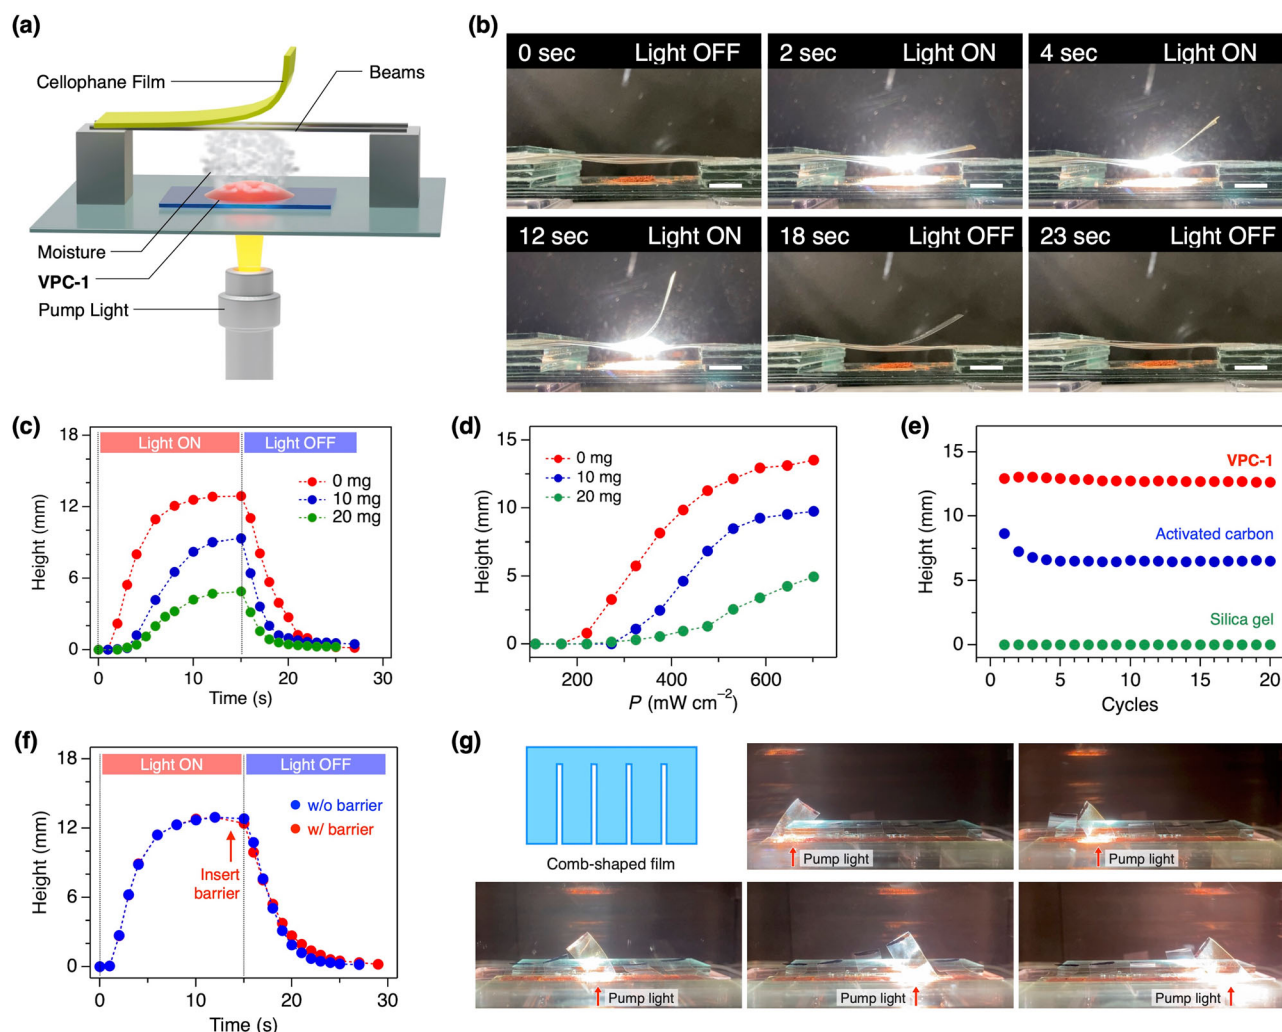 (a)
Cellophane Film
Beams
Moisture
VPC-1
Pump Light
(b)
0 sec Light OFF
2 sec Light ON
4 sec Light ON
12 sec Light ON
18 sec Light OFF
23 sec Light OFF
(c)
18
12
6
0
Height (mm)
Light ON
Light OFF
0 mg
10 mg
20 mg
0 10 20 30
Time (s)
(d)
15
10
5
0
Height (mm)
0 mg
10 mg
20 mg
200 400 600
P (mW cm⁻²)
(e)
15
10
5
0
Height (mm)
VPC-1
Activated carbon
Silica gel
0 5 10 15 20
Cycles
(f)
18
12
6
0
Height (mm)
Light ON
Light OFF
w/o barrier
w/ barrier
Insert
barrier
0 10 20 30
Time (s)
(g)
Comb-shaped film
Pump light
Pump light
Pump light
Pump light
Pump light